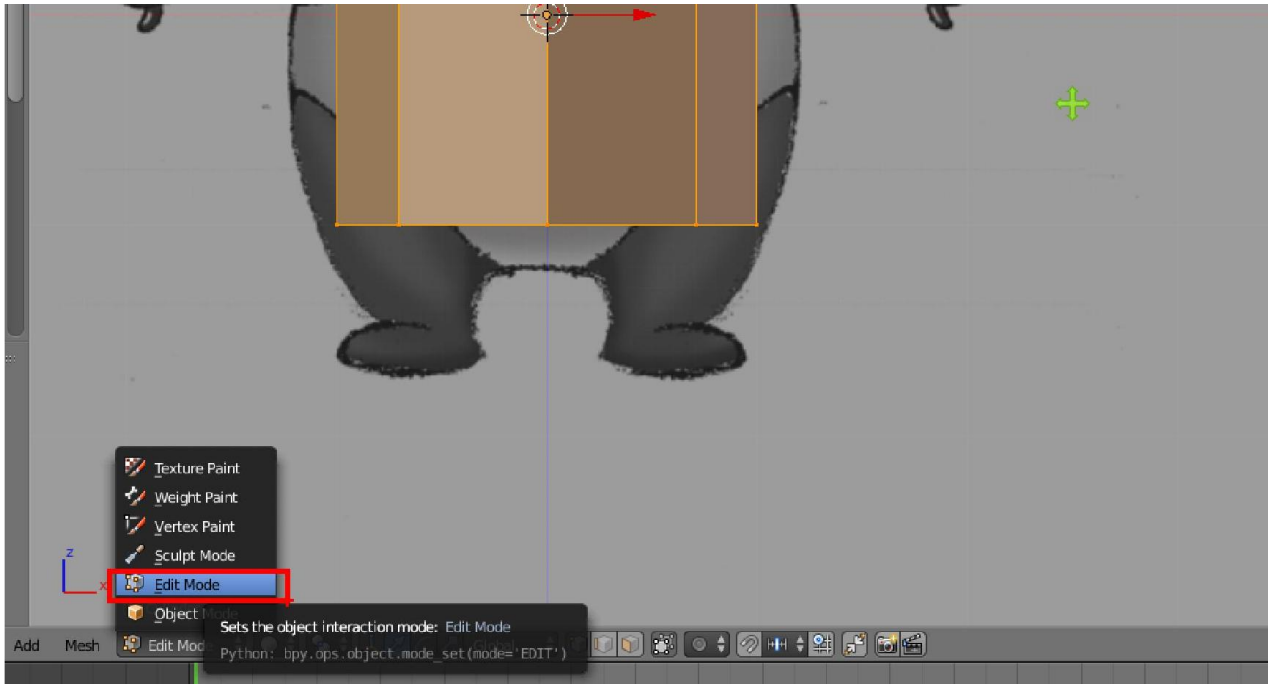 Texture Paint
Weight Paint
Vertex Paint
Sculpt Mode
z
Edit Mode
x
Object
Sets the object interaction mode: Edit Mode
Add Mesh Edit Mod
Python: bpy.ops.object.mode_set(mode='EDIT')